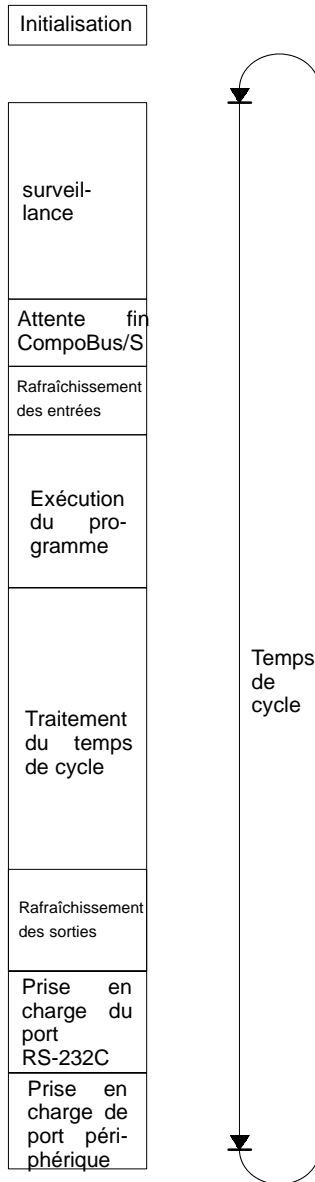 Initialisation
surveil-
lance
Attente fin
CompoBus/S
Rafraîchissement
des entrées
Exécution
du pro-
gramme
Traitement
du temps
de cycle
Rafraîchissement
des sorties
Prise en
charge du
port
RS-232C
Prise en
charge de
port péri-
phérique
Temps
de
cycle